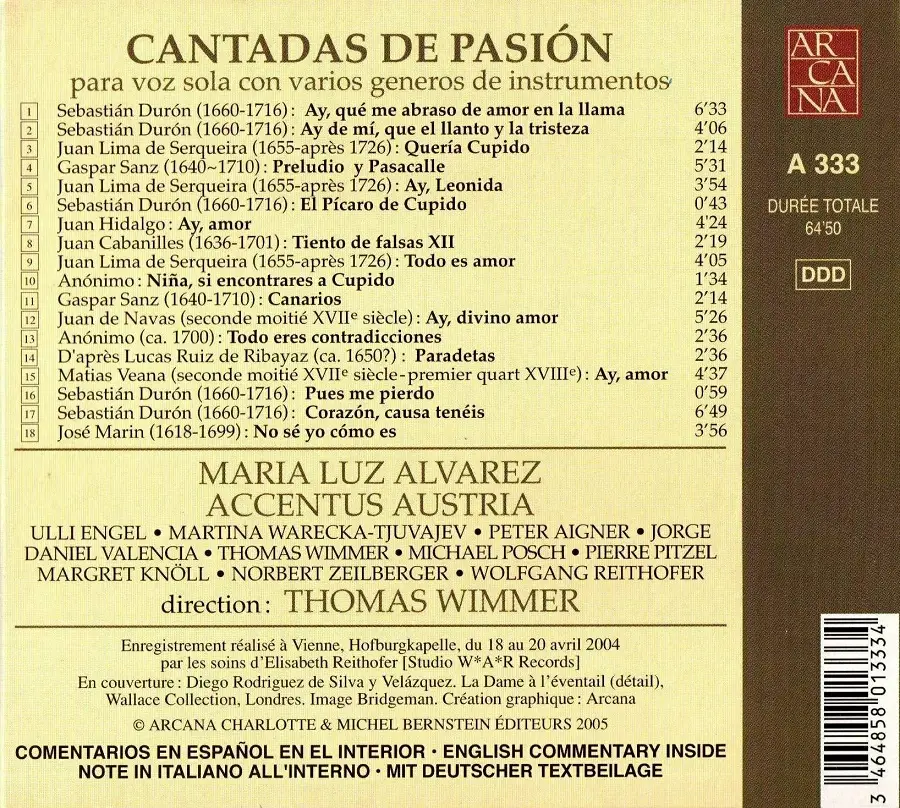 CANTADAS DE PASIÓN
para voz sola con varios generos de instrumentos
1 Sebastián Durón (1660-1716) : Ay, qué me abraso de amor en la llama 6’33
2 Sebastián Durón (1660-1716) : Ay de mí, que el llanto y la tristeza 4’06
3 Juan Lima de Serqueira (1655-après 1726) : Quería Cupido 2’14
4 Gaspar Sanz (1640~1710) : Preludio y Pasacalle 5’31
5 Juan Lima de Serqueira (1655-après 1726) : Ay, Leonida 3’54
6 Sebastián Durón (1660-1716) : El Pícaro de Cupido 0’43
7 Juan Hidalgo : Ay, amor 4'24
8 Juan Cabanilles (1636-1701) : Tiento de falsas XII 2’19
9 Juan Lima de Serqueira (1655-après 1726) : Todo es amor 4’05
10 Anónimo : Niña, si encontrares a Cupido 1’34
11 Gaspar Sanz (1640-1710) : Canarios 2’14
12 Juan de Navas (seconde moitié XVIIe siècle) : Ay, divino amor 5’26
13 Anónimo (ca. 1700) : Todo eres contradicciones 2’36
14 D'après Lucas Ruiz de Ribayaz (ca. 1650?) : Paradetas 2’36
15 Matias Veana (seconde moitié XVIIe siècle-premier quart XVIIIe) : Ay, amor 4’37
16 Sebastián Durón (1660-1716) : Pues me pierdo 0’59
17 Sebastián Durón (1660-1716) : Corazón, causa tenéis 6’49
18 José Marin (1618-1699) : No sé yo cómo es 3’56
MARIA LUZ ALVAREZ
ACCENTUS AUSTRIA
ULLI ENGEL • MARTINA WARECKA-TJUVAJEV • PETER AIGNER • JORGE
DANIEL VALENCIA • THOMAS WIMMER • MICHAEL POSCH • PIERRE PITZEL
MARGRET KNÖLL • NORBERT ZEILBERGER • WOLFGANG REITHOFER
direction : THOMAS WIMMER
Enregistrement réalisé à Vienne, Hofburgkapelle, du 18 au 20 avril 2004
par les soins d’Elisabeth Reithofer [Studio W*A*R Records]
En couverture : Diego Rodriguez de Silva y Velázquez. La Dame à l’éventail (détail),
Wallace Collection, Londres. Image Bridgeman. Création graphique : Arcana
© ARCANA CHARLOTTE & MICHEL BERNSTEIN ÉDITEURS 2005
COMENTARIOS EN ESPAÑOL EN EL INTERIOR · ENGLISH COMMENTARY INSIDE
NOTE IN ITALIANO ALL'INTERNO · MIT DEUTSCHER TEXTBEILAGE
AR
CA
NA
A 333
DURÉE TOTALE
64'50
DDD
3 464858 013334